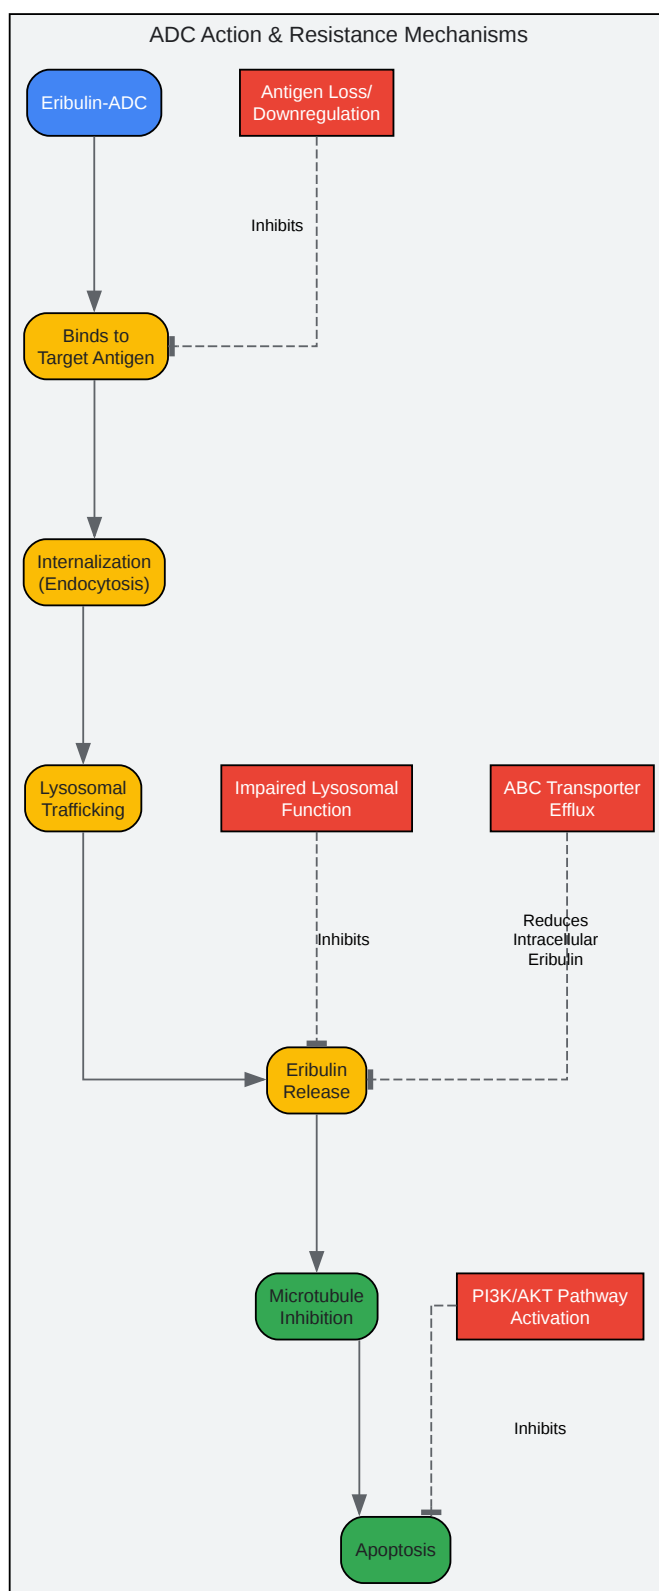 ADC Action & Resistance Mechanisms
Eribulin-ADC
Antigen Loss/
Downregulation
Inhibits
Binds to
Target Antigen
Internalization
(Endocytosis)
Lysosomal
Trafficking
Impaired Lysosomal
Function
ABC Transporter
Efflux
Inhibits
Reduces
Intracellular
Eribulin
Eribulin
Release
Microtubule
Inhibition
PI3K/AKT Pathway
Activation
Inhibits
Apoptosis